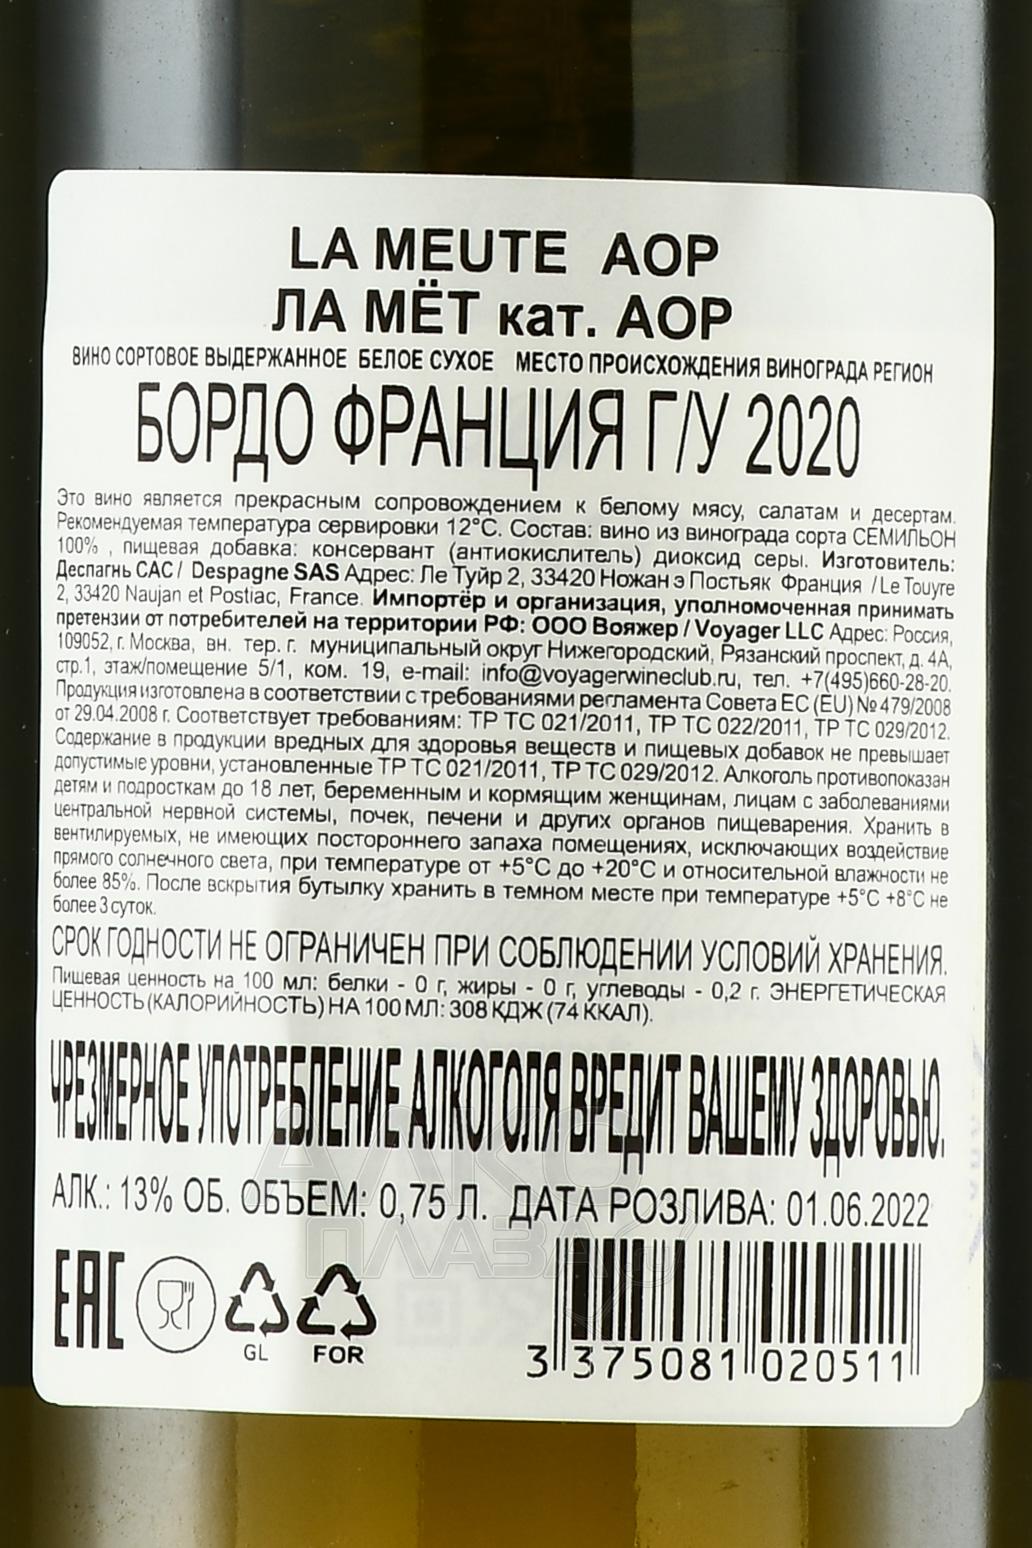 LA MEUTE AOP
ЛА МЁТ кат. АОР
ВИНО СОРТОВОЕ ВЫДЕРЖАННОЕ БЕЛОЕ СУХОЕ МЕСТО ПРОИСХОЖДЕНИЯ ВИНОГРАДА РЕГИОН
БОРДО ФРАНЦИЯ Г/У 2020
Это вино является прекрасным сопровождением к белому мясу, салатам и десертам.
Рекомендуемая температура сервировки 12°С. Состав: вино из винограда сорта СЕМИЛЬОН
100% , пищевая добавка: консервант (антиокислитель) диоксид серы. Изготовитель:
Деспагнь САС / Despagne SAS Адрес: Ле Туйр 2, 33420 Ножан э Постьяк Франция / Le Touyre
2, 33420 Naujan et Postiac, France. Импортёр и организация, уполномоченная принимать
претензии от потребителей на территории РФ: ООО Вояжер / Voyager LLC Адрес: Россия,
109052, г. Москва, вн. тер. г. муниципальный округ Нижегородский, Рязанский проспект, д. 4А,
стр.1, этаж/помещение 5/1, ком. 19, e-mail: info@voyagerwineclub.ru, тел. +7(495)660-28-20.
Продукция изготовлена в соответствии с требованиями регламента Совета ЕС (EU) №479/2008
от 29.04.2008 г. Соответствует требованиям: ТР ТС 021/2011, ТР ТС 022/2011, ТР ТС 029/2012.
Содержание в продукции вредных для здоровья веществ и пищевых добавок не превышает
допустимые уровни, установленные ТР ТС 021/2011, ТР ТС 029/2012. Алкоголь противопоказан
детям и подросткам до 18 лет, беременным и кормящим женщинам, лицам с заболеваниями
центральной нервной системы, почек, печени и других органов пищеварения. Хранить в
вентилируемых, не имеющих постороннего запаха помещениях, исключающих воздействие
прямого солнечного света, при температуре от +5°С до +20°С и относительной влажности не
более 85%. После вскрытия бутылку хранить в темном месте при температуре +5°С +8°С не
более 3 суток.
СРОК ГОДНОСТИ НЕ ОГРАНИЧЕН ПРИ СОБЛЮДЕНИИ УСЛОВИЙ ХРАНЕНИЯ.
Пищевая ценность на 100 мл: белки - 0 г, жиры - 0 г, углеводы - 0,2 г. ЭНЕРГЕТИЧЕСКАЯ
ЦЕННОСТЬ (КАЛОРИЙНОСТЬ) НА 100 МЛ: 308 КДЖ (74 ККАЛ).
ЧРЕЗМЕРНОЕ УПОТРЕБЛЕНИЕ АЛКОГОЛЯ ВРЕДИТ ВАШЕМУ ЗДОРОВЬЮ.
АЛК.: 13% ОБ. ОБЪЕМ: 0,75 Л. ДАТА РОЗЛИВА: 01.06.2022
АЛКО
ПЛАЗА
EAC
GL FOR
3 375081 020511